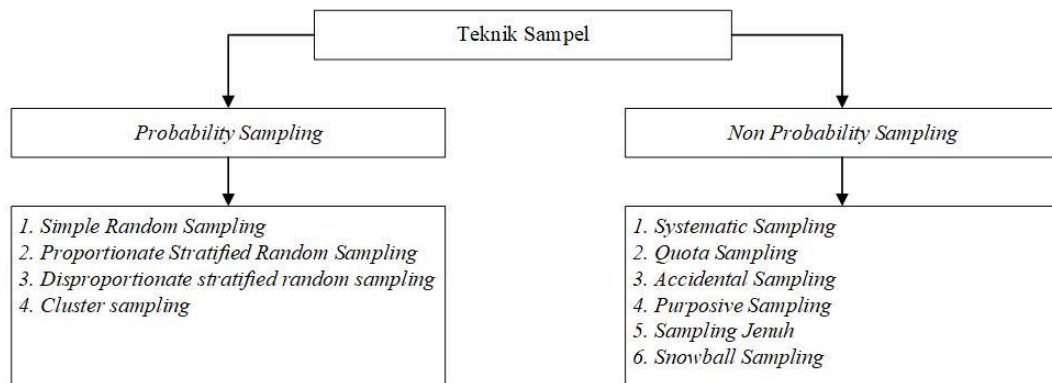 Teknik Sampel
Probability Sampling
Non Probability Sampling
1. Simple Random Sampling
2. Proportionate Stratified Random Sampling
3. Disproportionate stratified random sampling
4. Cluster sampling
1. Systematic Sampling
2. Quota Sampling
3. Accidental Sampling
4. Purposive Sampling
5. Sampling Jenuh
6. Snowball Sampling